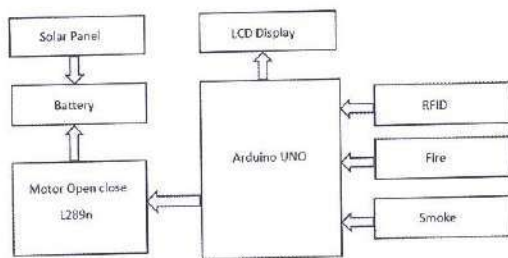 Solar Panel
LCD Display
Battery
RFID
Arduino UNO
Fire
Motor Open close
L289n
Smoke